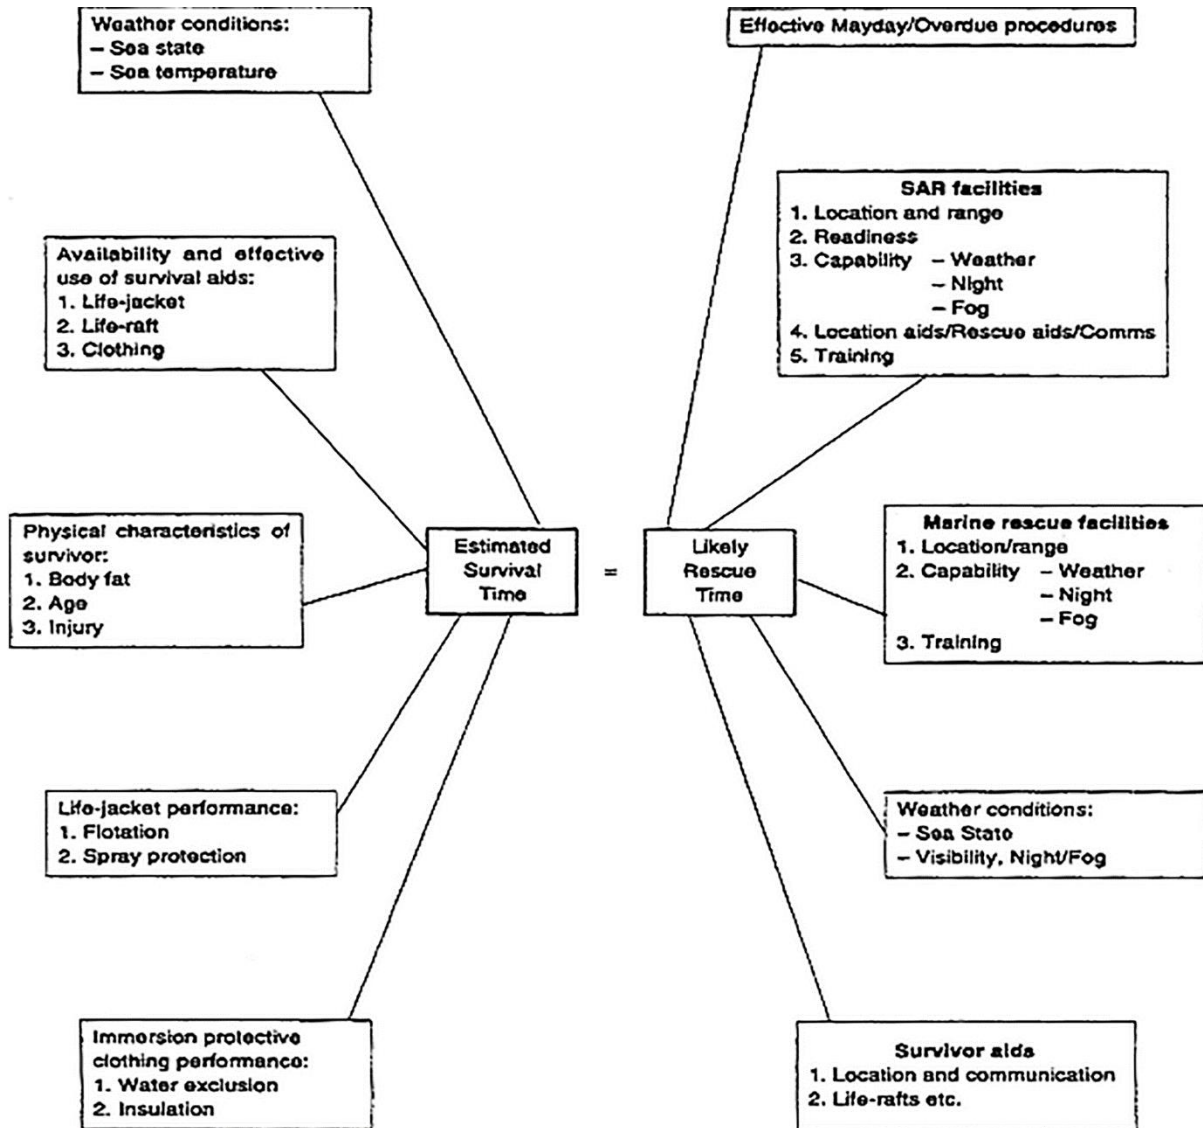 Weather conditions:
– Sea state
– Sea temperature
Availability and effective
use of survival aids:
1. Life-jacket
2. Life-raft
3. Clothing
Physical characteristics of
survivor:
1. Body fat
2. Age
3. Injury
Life-jacket performance:
1. Flotation
2. Spray protection
Immersion protective
clothing performance:
1. Water exclusion
2. Insulation
Estimated
Survival
Time
=
Likely
Rescue
Time
Effective Mayday/Overdue procedures
SAR facilities
1. Location and range
2. Readiness
3. Capability – Weather
– Night
– Fog
4. Location aids/Rescue aids/Comms
5. Training
Marine rescue facilities
1. Location/range
2. Capability – Weather
– Night
– Fog
3. Training
Weather conditions:
– Sea State
– Visibility, Night/Fog
Survivor aids
1. Location and communication
2. Life-rafts etc.